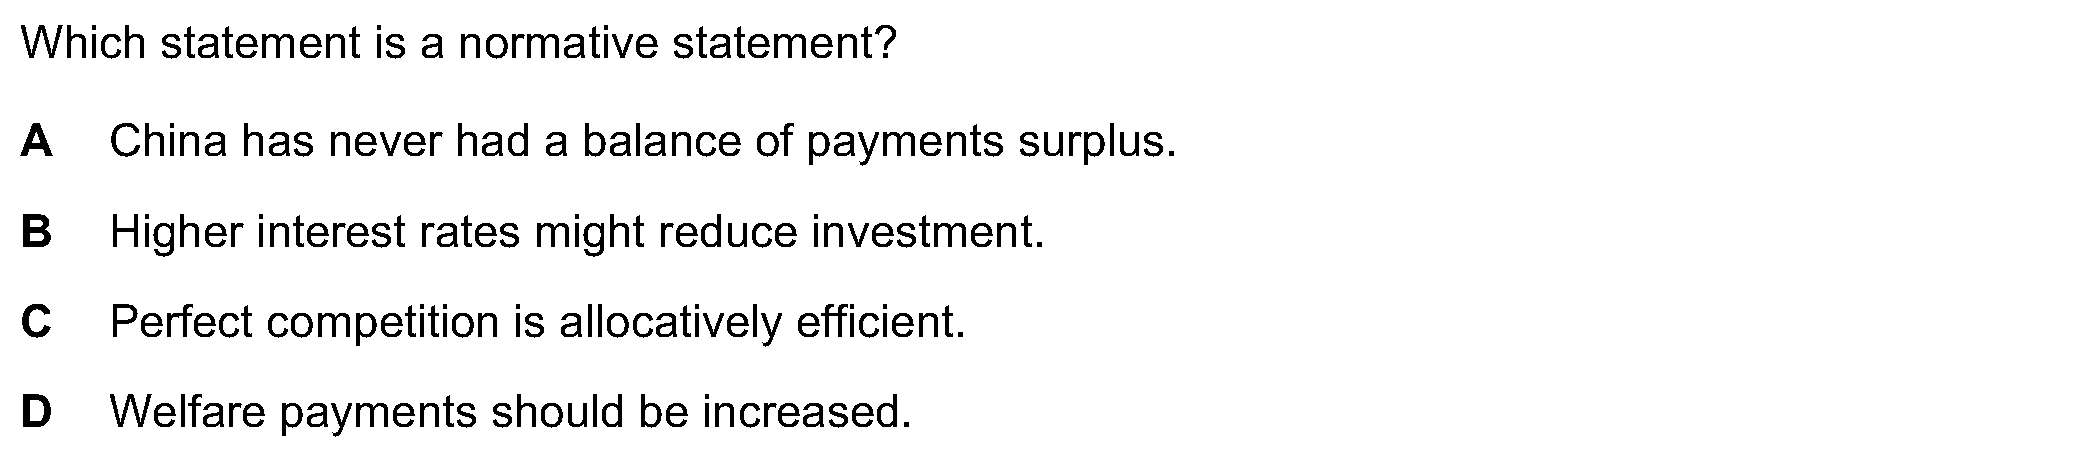 Which statement is a normative statement?
A China has never had a balance of payments surplus.
B Higher interest rates might reduce investment.
C Perfect competition is allocatively efficient.
D Welfare payments should be increased.